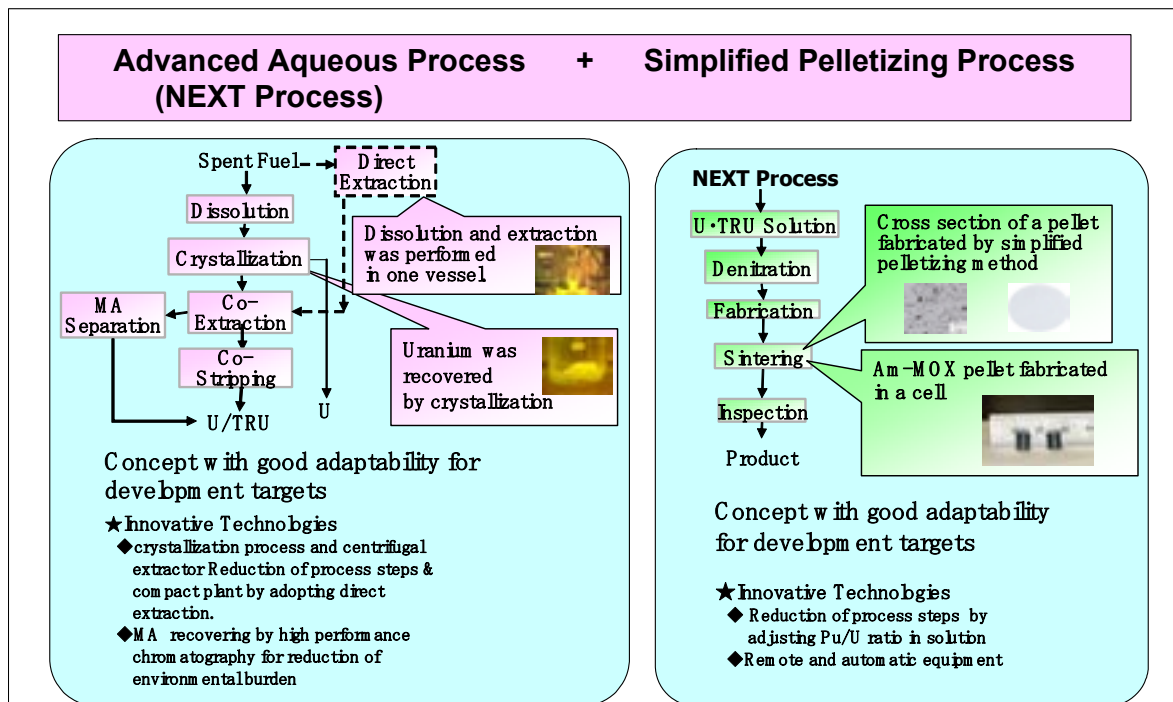 Advanced Aqueous Process + Simplified Pelletizing Process
(NEXT Process)
Spent Fuel
Direct
Extraction
Dissolution
Dissolution and extraction
was performed
in one vessel.
Crystallization
MA
Separation
Co-
Extraction
Uranium was
recovered
by crystallization
Co-
Stripping
U
U/TRU
Concept with good adaptability for
development targets
★Innovative Technologies
◆crystallization process and centrifugal
extractor Reduction of process steps &
compact plant by adopting direct
extraction.
◆MA recovering by high performance
chromatography for reduction of
environmental burden
NEXT Process
U・TRU Solution
Cross section of a pellet
fabricated by simplified
pelletizing method
Denitration
Fabrication
Sintering
Am-MOX pellet fabricated
in a cell
Inspection
Product
Concept with good adaptability
for development targets
★Innovative Technologies
◆ Reduction of process steps by
adjusting Pu/U ratio in solution
◆Remote and automatic equipment